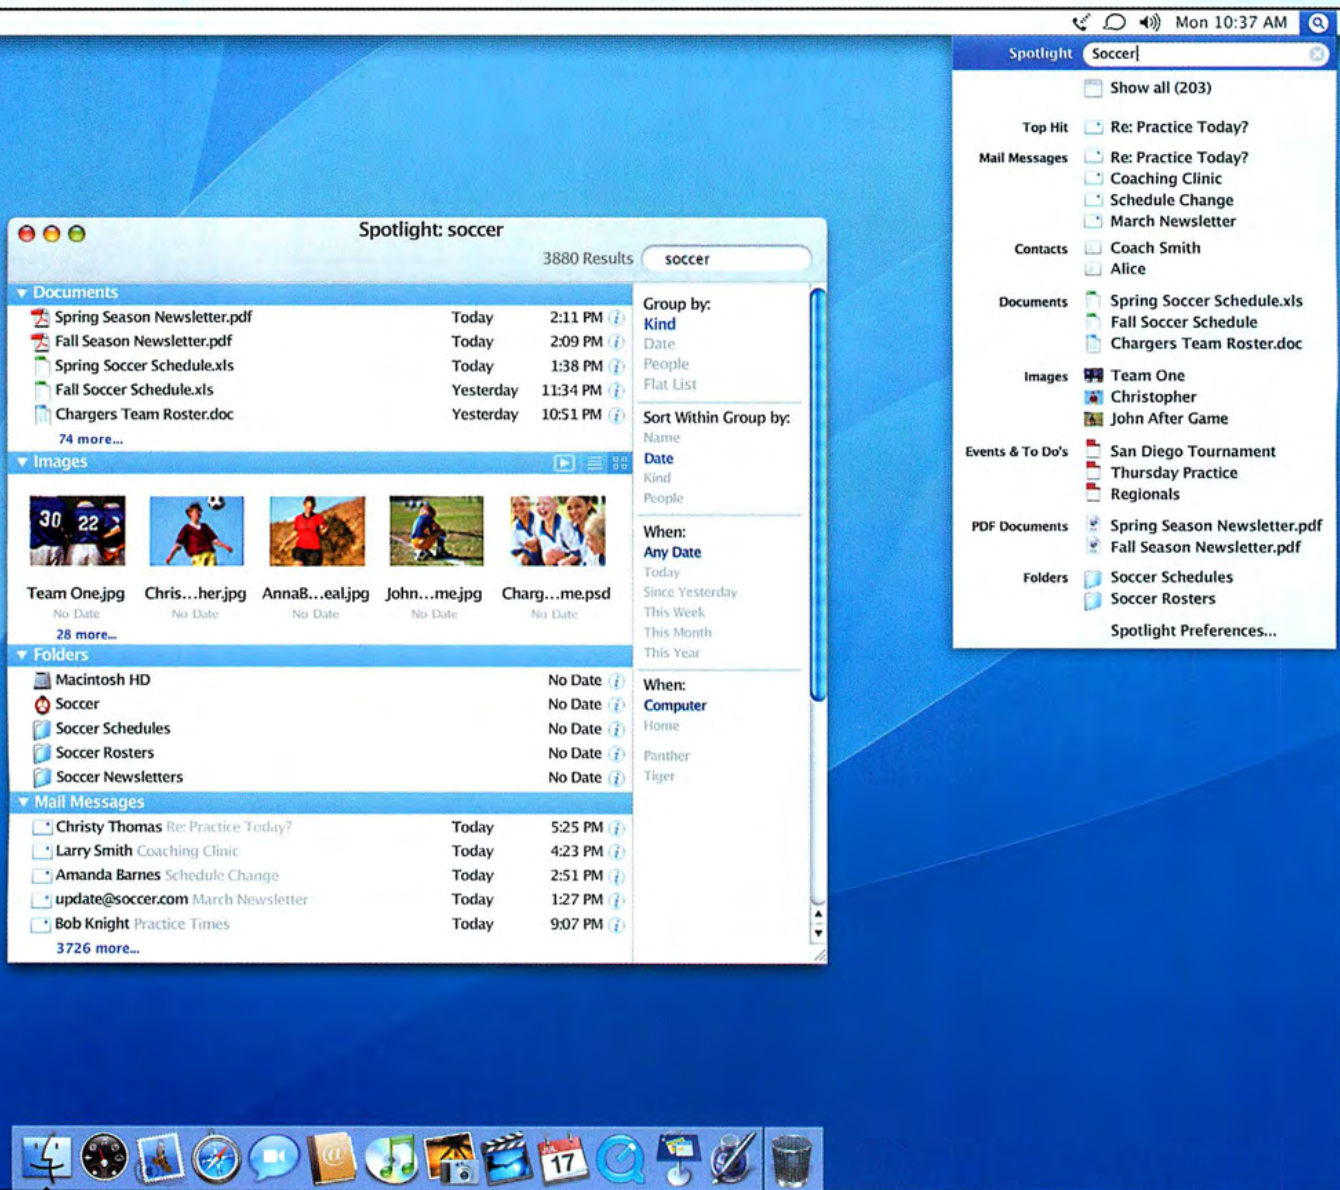 Mon 10:37 AM
Spotlight Soccer
Show all (203)
Top Hit Re: Practice Today?
Mail Messages Re: Practice Today?
Coaching Clinic
Schedule Change
March Newsletter
Contacts Coach Smith
Alice
Documents Spring Soccer Schedule.xls
Fall Soccer Schedule
Chargers Team Roster.doc
Images Team One
Christopher
John After Game
Events & To Do's San Diego Tournament
Thursday Practice
Regionals
PDF Documents Spring Season Newsletter.pdf
Fall Season Newsletter.pdf
Folders Soccer Schedules
Soccer Rosters
Spotlight Preferences...
Spotlight: soccer
3880 Results soccer
Documents
Spring Season Newsletter.pdf Today 2:11 PM
Fall Season Newsletter.pdf Today 2:09 PM
Spring Soccer Schedule.xls Today 1:38 PM
Fall Soccer Schedule.xls Yesterday 11:34 PM
Chargers Team Roster.doc Yesterday 10:51 PM
74 more...
Images
30 22
Team One.jpg Chris...her.jpg AnnaB...eal.jpg John...me.jpg Charg...me.psd
No Date No Date No Date No Date No Date
28 more...
Folders
Macintosh HD No Date
Soccer No Date
Soccer Schedules No Date
Soccer Rosters No Date
Soccer Newsletters No Date
Mail Messages
Christy Thomas Re: Practice Today? Today 5:25 PM
Larry Smith Coaching Clinic Today 4:23 PM
Amanda Barnes Schedule Change Today 2:51 PM
update@soccer.com March Newsletter Today 1:27 PM
Bob Knight Practice Times Today 9:07 PM
3726 more...
Group by:
Kind
Date
People
Flat List
Sort Within Group by:
Name
Date
Kind
People
When:
Any Date
Today
Since Yesterday
This Week
This Month
This Year
When:
Computer
Home
Panther
Tiger
@
JUL
17